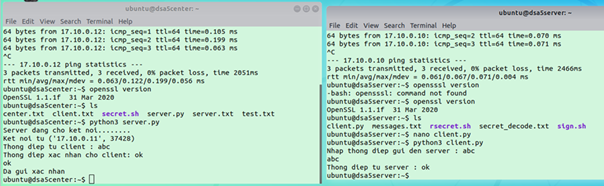 ubuntu@dsa5center: ~
File Edit View Search Terminal Help
64 bytes from 17.10.0.12: icmp_seq=1 ttl=64 time=0.105 ms
64 bytes from 17.10.0.12: icmp_seq=2 ttl=64 time=0.199 ms
64 bytes from 17.10.0.12: icmp_seq=3 ttl=64 time=0.063 ms
^C
--- 17.10.0.12 ping statistics ---
3 packets transmitted, 3 received, 0% packet loss, time 2051ms
rtt min/avg/max/mdev = 0.063/0.122/0.199/0.056 ms
ubuntu@dsa5center:~$ openssl version
OpenSSL 1.1.1f  31 Mar 2020
ubuntu@dsa5center:~$ ls
center.txt client.txt secret.sh server.py server.txt test.txt
ubuntu@dsa5center:~$ python3 server.py
Server dang cho ket noi........
Ket noi tu ('17.10.0.11', 37428)
Thong diep tu client : abc
Thong diep xac nhan cho client: ok
ok
Da gui xac nhan
ubuntu@dsa5center:~$
ubuntu@dsa5server: ~
File Edit View Search Terminal Help
64 bytes from 17.10.0.10: icmp_seq=2 ttl=64 time=0.070 ms
64 bytes from 17.10.0.10: icmp_seq=3 ttl=64 time=0.071 ms
^C
--- 17.10.0.10 ping statistics ---
3 packets transmitted, 3 received, 0% packet loss, time 2466ms
rtt min/avg/max/mdev = 0.061/0.067/0.071/0.004 ms
ubuntu@dsa5server:~$ opensssl version
-bash: opensssl: command not found
ubuntu@dsa5server:~$ openssl version
OpenSSL 1.1.1f  31 Mar 2020
ubuntu@dsa5server:~$ ls
client.py messages.txt rsecret.sh secret_decode.txt sign.sh
ubuntu@dsa5server:~$ nano client.py
ubuntu@dsa5server:~$ python3 client.py
Nhap thong diep gui den server : abc
abc
Thong diep tu server : ok
ubuntu@dsa5server:~$